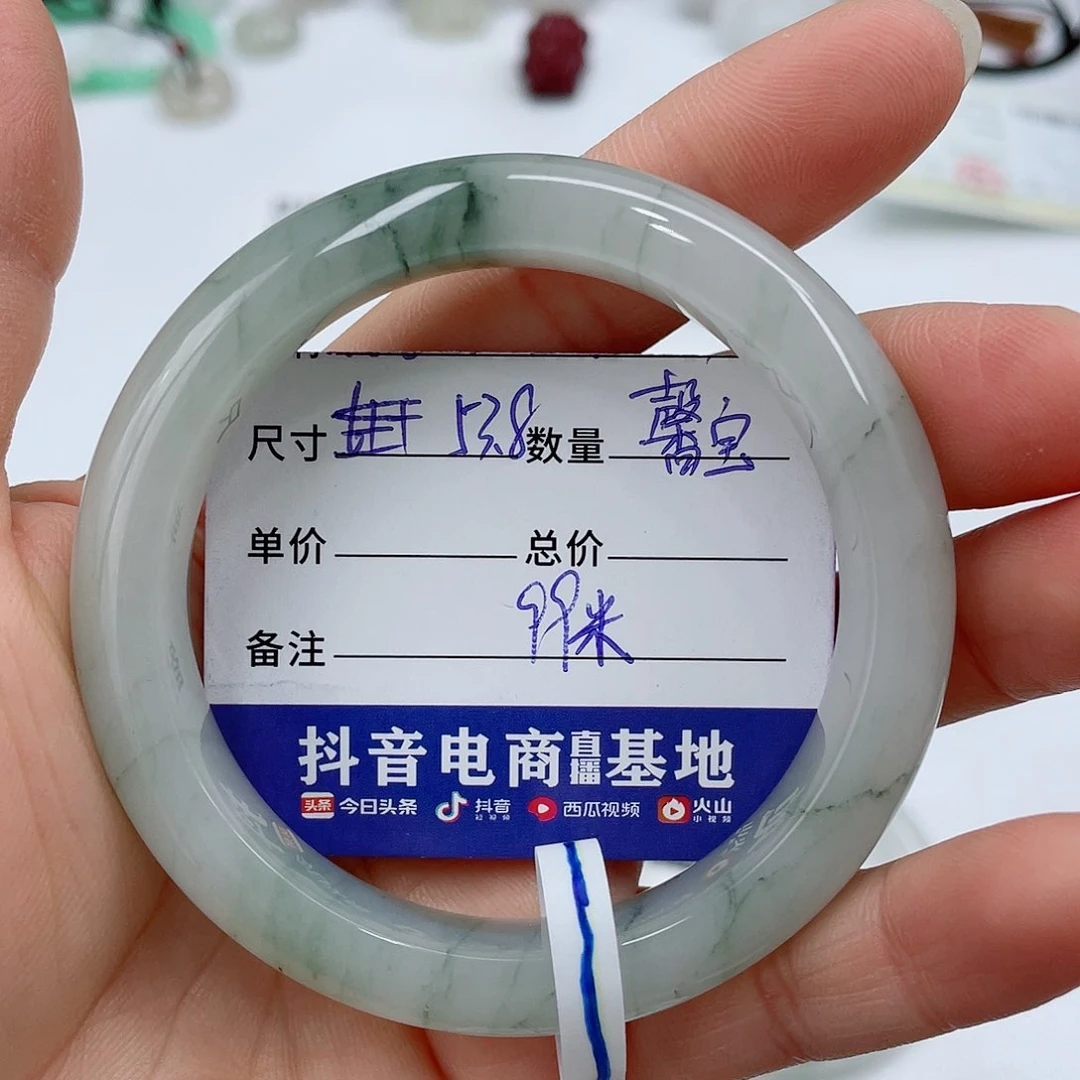 尺寸 53.8 数量 馨宝
单价 总价
99米
备注
抖音电商直播基地
今日头条 抖音 西瓜视频 火山小视频
头条